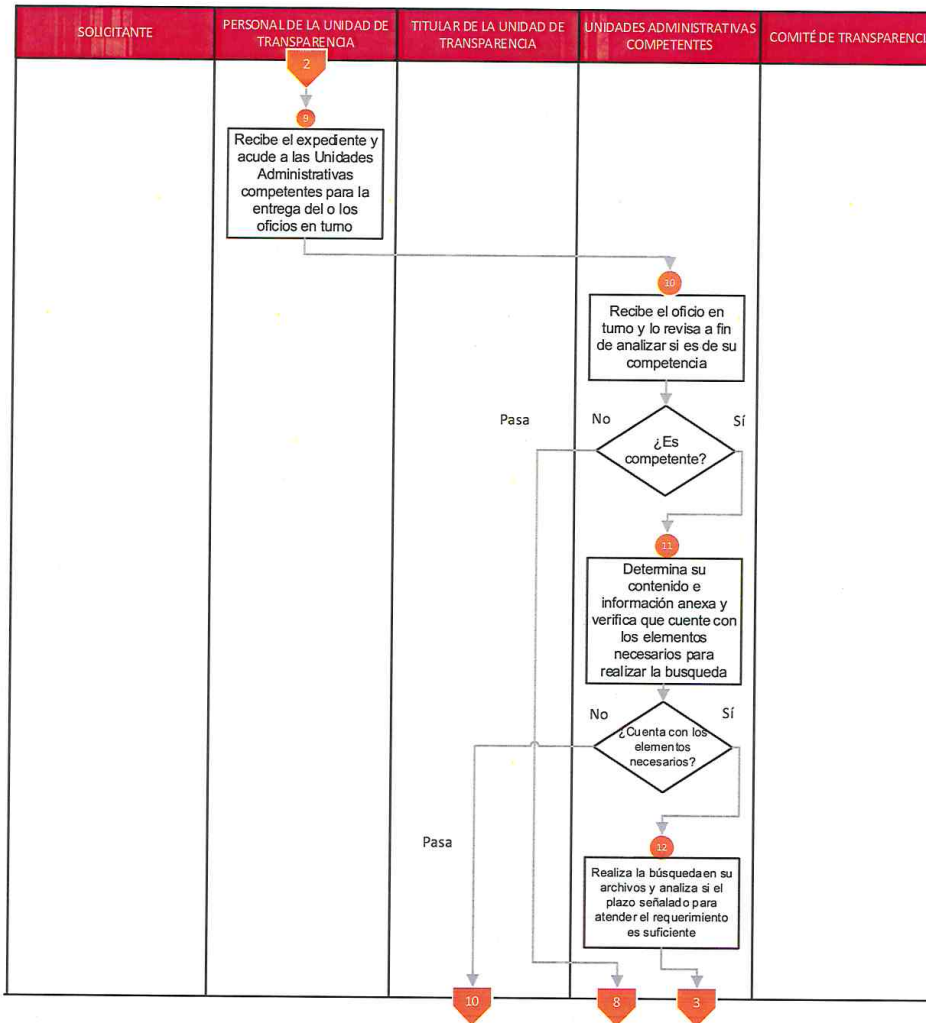 SOLICITANTE
PERSONAL DE LA UNIDAD DE
TRANSPARENCIA
TITULAR DE LA UNIDAD DE
TRANSPARENCIA
UNIDADES ADMINISTRATIVAS
COMPETENTES
COMITÉ DE TRANSPARENCI
2
9
Recibe el expediente y
acude a las Unidades
Administrativas
competentes para la
entrega del o los
oficios en turno
10
Recibe el oficio en
turno y lo revisa a fin
de analizar si es de su
competencia
Pasa
No
Sí
¿Es
competente?
11
Determina su
contenido e
información anexa y
verifica que cuente con
los elementos
necesarios para
realizar la busqueda
No
Sí
¿Cuenta con los
elementos
necesarios?
Pasa
12
Realiza la búsqueda en su
archivos y analiza si el
plazo señalado para
atender el requerimiento
es suficiente
10
8
3